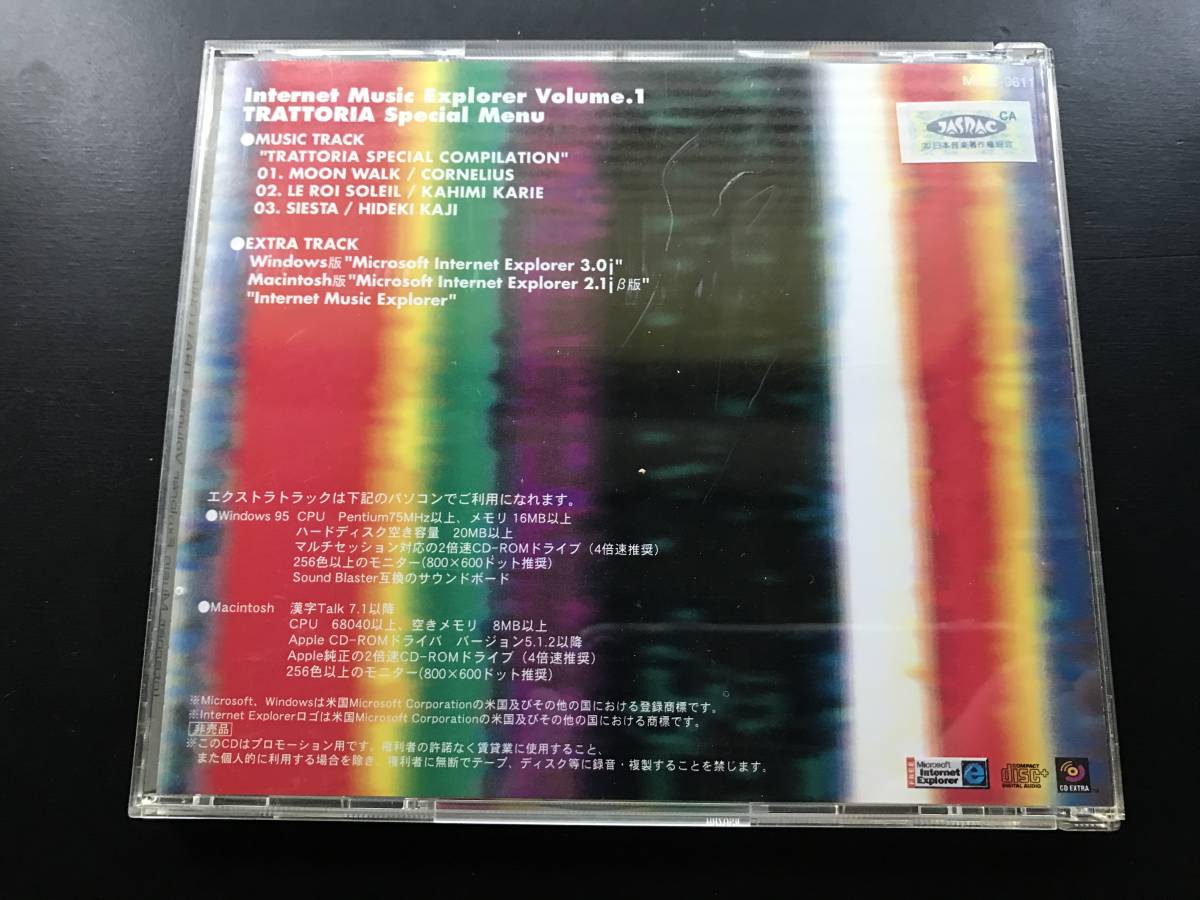 Internet Music Explorer Volume.1
TRATTORIA Special Menu
●MUSIC TRACK
"TRATTORIA SPECIAL COMPILATION"
01. MOON WALK / CORNELIUS
02. LE ROI SOLEIL / KAHIMI KARIE
03. SIESTA / HIDEKI KAJI
●EXTRA TRACK
Windows版 "Microsoft Internet Explorer 3.0j"
Macintosh版 "Microsoft Internet Explorer 2.1j β版"
"Internet Music Explorer"
CA
JASRAC
エクストラトラックは下記のパソコンでご利用になれます。
●Windows 95 CPU Pentium75MHz以上、メモリ 16MB以上
ハードディスク空き容量 20MB以上
マルチセッション対応の2倍速CD-ROMドライブ（4倍速推奨）
256色以上のモニター(800×600ドット推奨)
Sound Blaster互換のサウンドボード
●Macintosh 漢字Talk 7.1以降
CPU 68040以上、空きメモリ 8MB以上
Apple CD-ROMドライバ バージョン5.1.2以降
Apple純正の2倍速CD-ROMドライブ（4倍速推奨）
256色以上のモニター(800×600ドット推奨)
※Microsoft、Windowsは米国Microsoft Corporationの米国及びその他の国における登録商標です。
※Internet Explorerロゴは米国Microsoft Corporationの米国及びその他の国における商標です。
非売品
※このCDはプロモーション用です。権利者の許諾なく賃貸業に使用すること、
また個人的に利用する場合を除き、権利者に無断でテープ、ディスク等に録音・複製することを禁じます。
FREE
Microsoft
Internet
Explorer
COMPACT
disc+
DIGITAL AUDIO
CD EXTRA